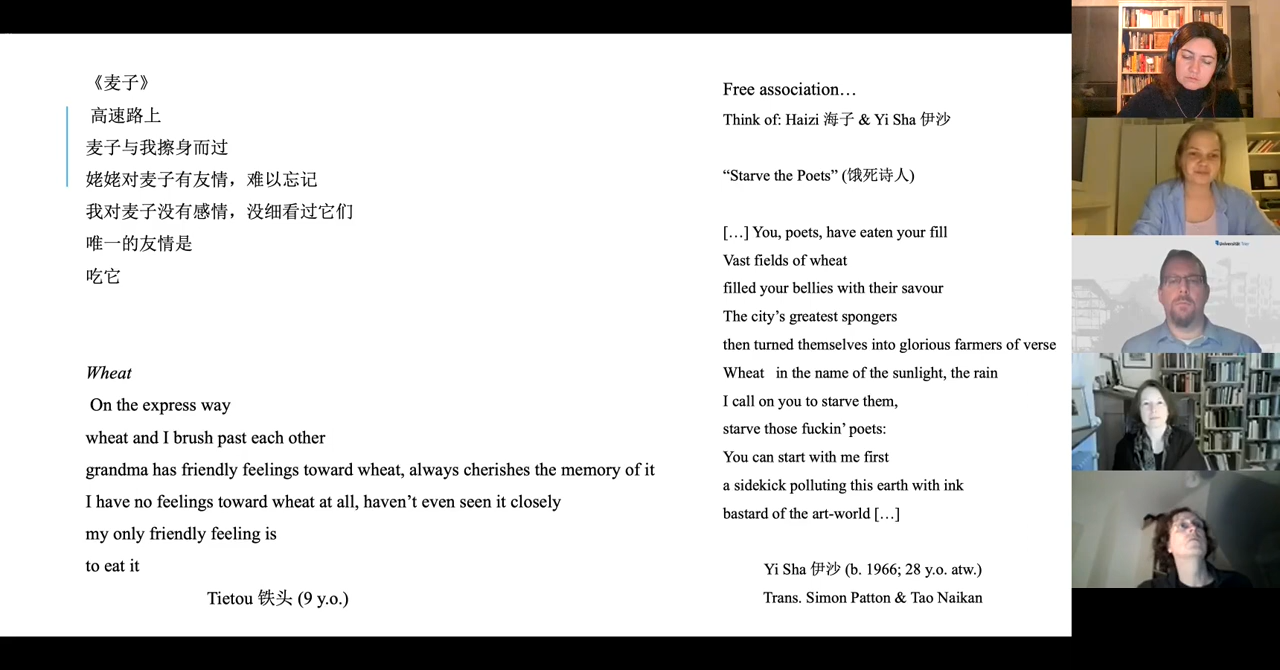 《麦子》
高速路上
麦子与我擦身而过
姥姥对麦子有友情，难以忘记
我对麦子没有感情，没细看过它们
唯一的友情是
吃它
Wheat
On the express way
wheat and I brush past each other
grandma has friendly feelings toward wheat, always cherishes the memory of it
I have no feelings toward wheat at all, haven’t even seen it closely
my only friendly feeling is
to eat it
Tietou 铁头 (9 y.o.)
Free association…
Think of: Haizi 海子 & Yi Sha 伊沙
“Starve the Poets” (饿死诗人)
[…] You, poets, have eaten your fill
Vast fields of wheat
filled your bellies with their savour
The city’s greatest spongers
then turned themselves into glorious farmers of verse
Wheat   in the name of the sunlight, the rain
I call on you to starve them,
starve those fuckin’ poets:
You can start with me first
a sidekick polluting this earth with ink
bastard of the art-world […]
Yi Sha 伊沙 (b. 1966; 28 y.o. atw.)
Trans. Simon Patton & Tao Naikan
Universität Trier